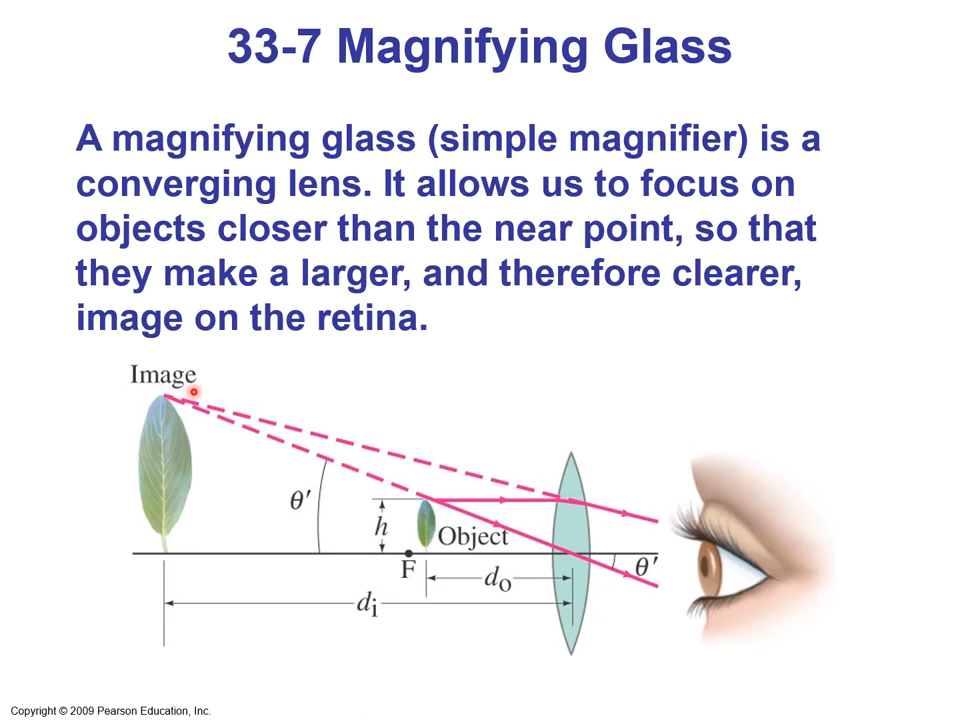 33-7 Magnifying Glass
A magnifying glass (simple magnifier) is a
converging lens. It allows us to focus on
objects closer than the near point, so that
they make a larger, and therefore clearer,
image on the retina.
Image
θ′
h
Object
F
do
θ′
di
Copyright © 2009 Pearson Education, Inc.